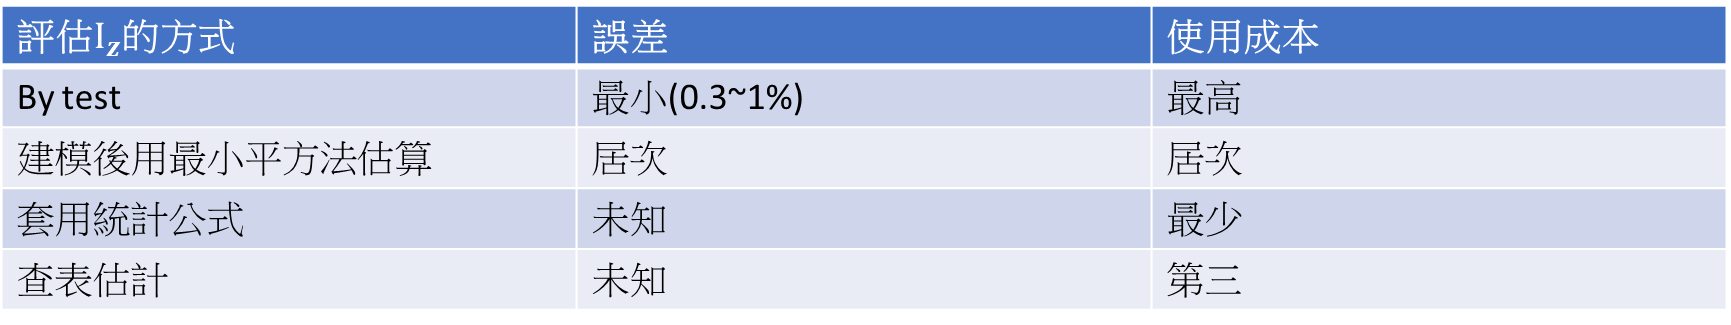 評估I_Z的方式 誤差 使用成本
By test 最小(0.3~1%) 最高
建模後用最小平方法估算 居次 居次
套用統計公式 未知 最少
查表估計 未知 第三